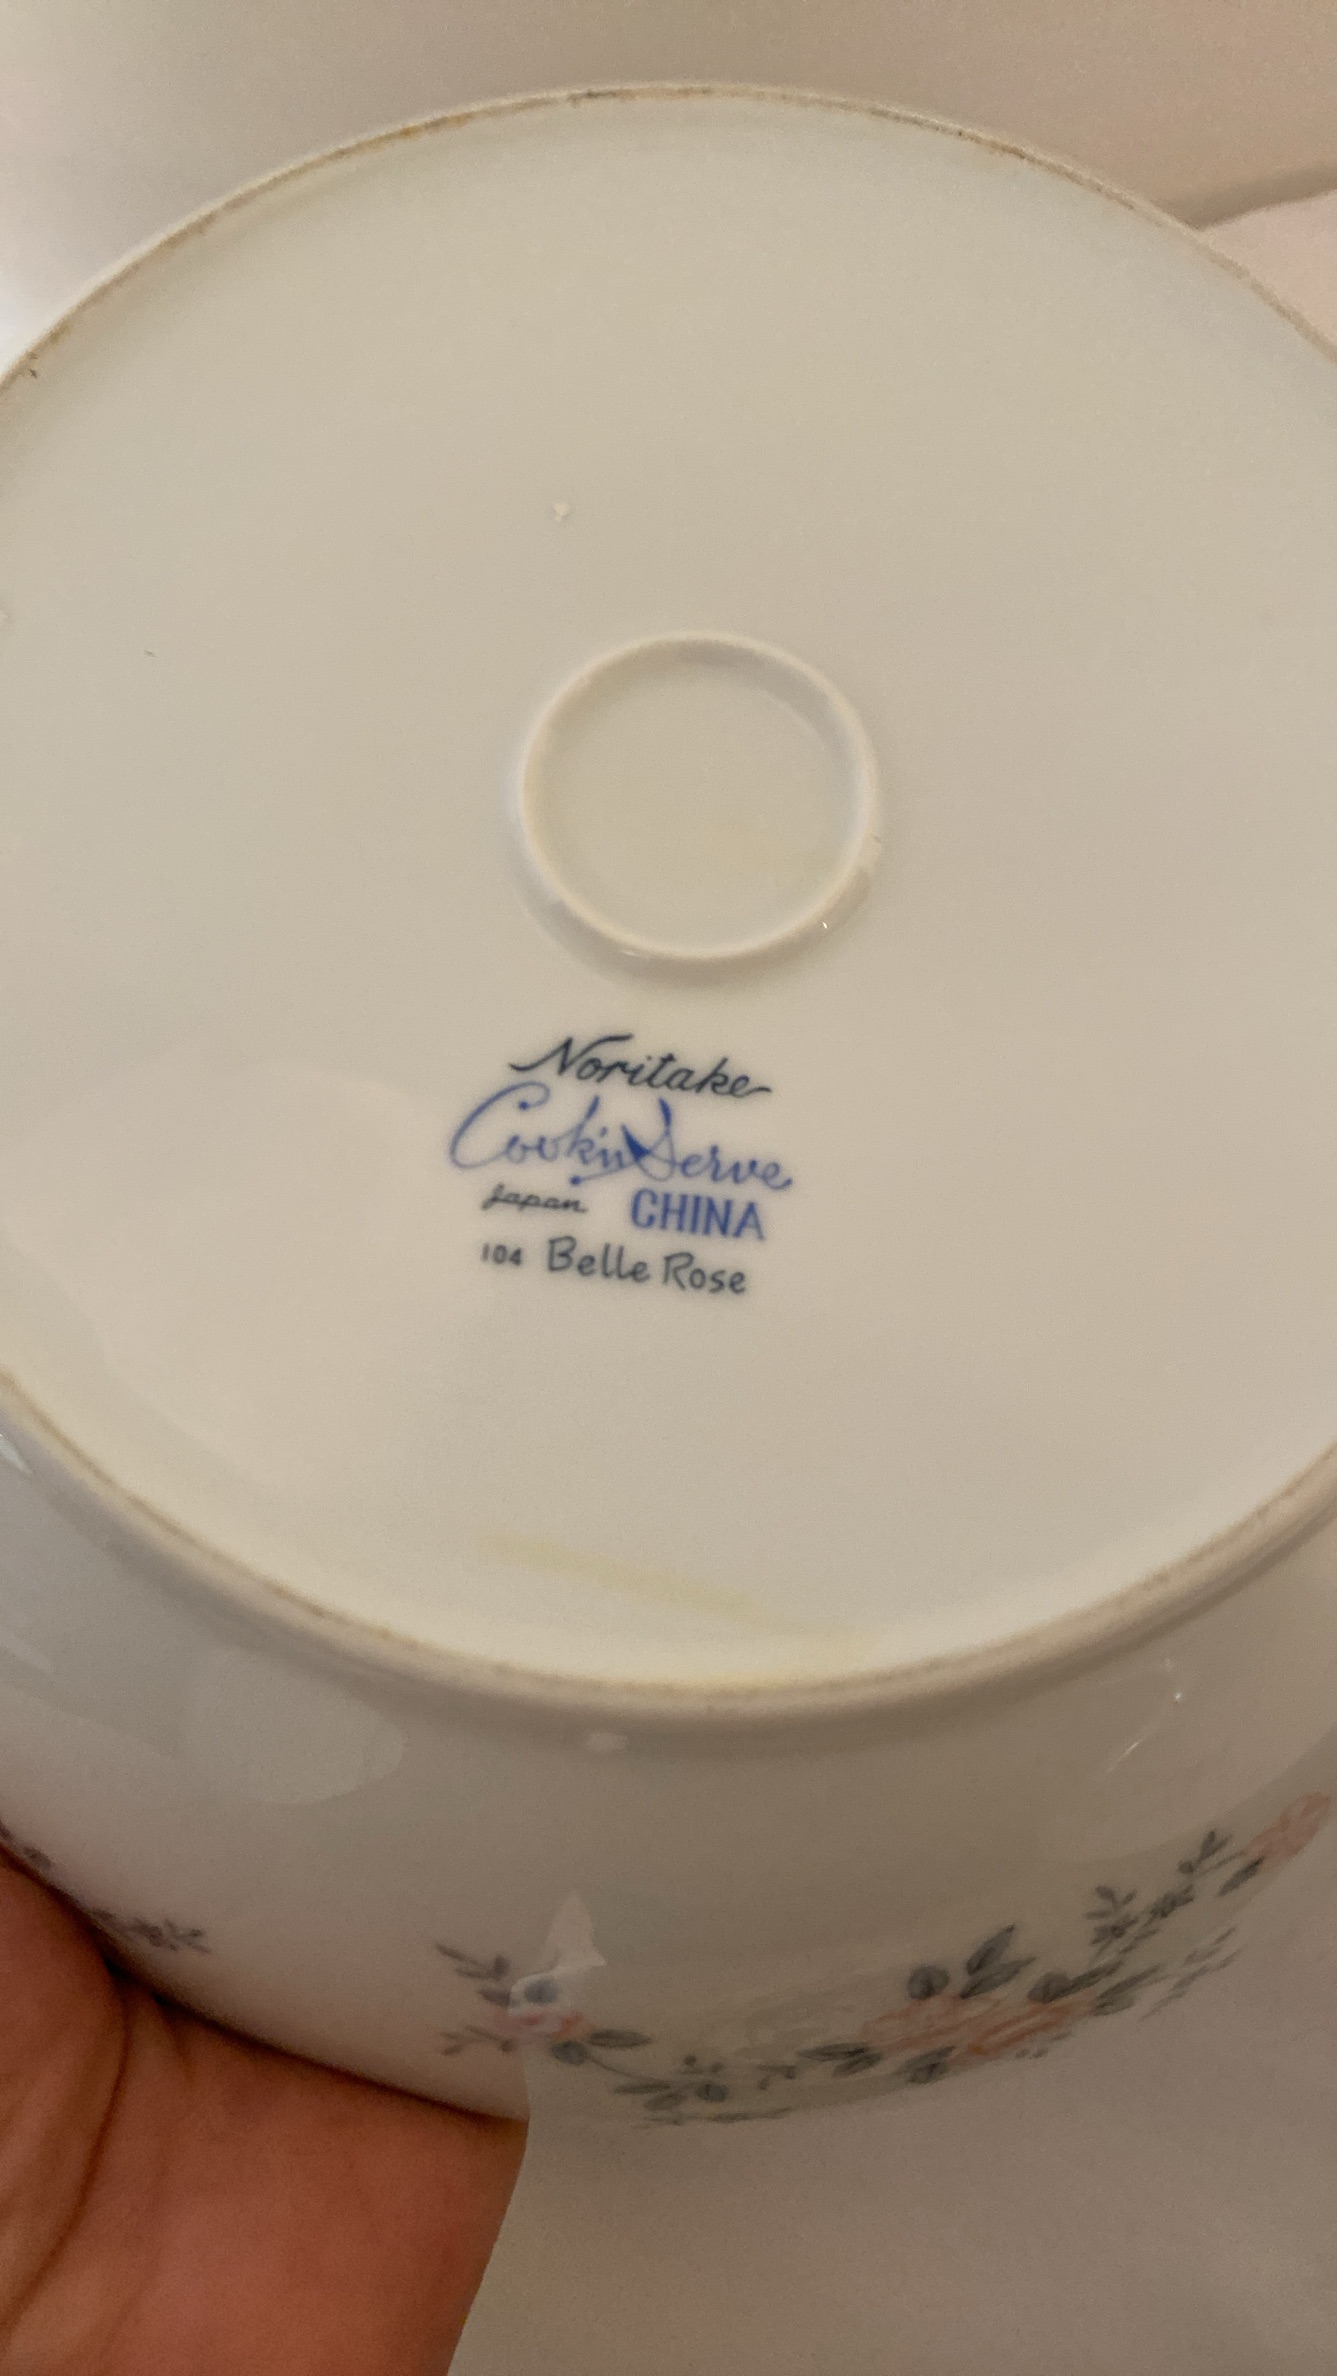 Noritake
Cook'n Serve
Japan CHINA
104 Belle Rose